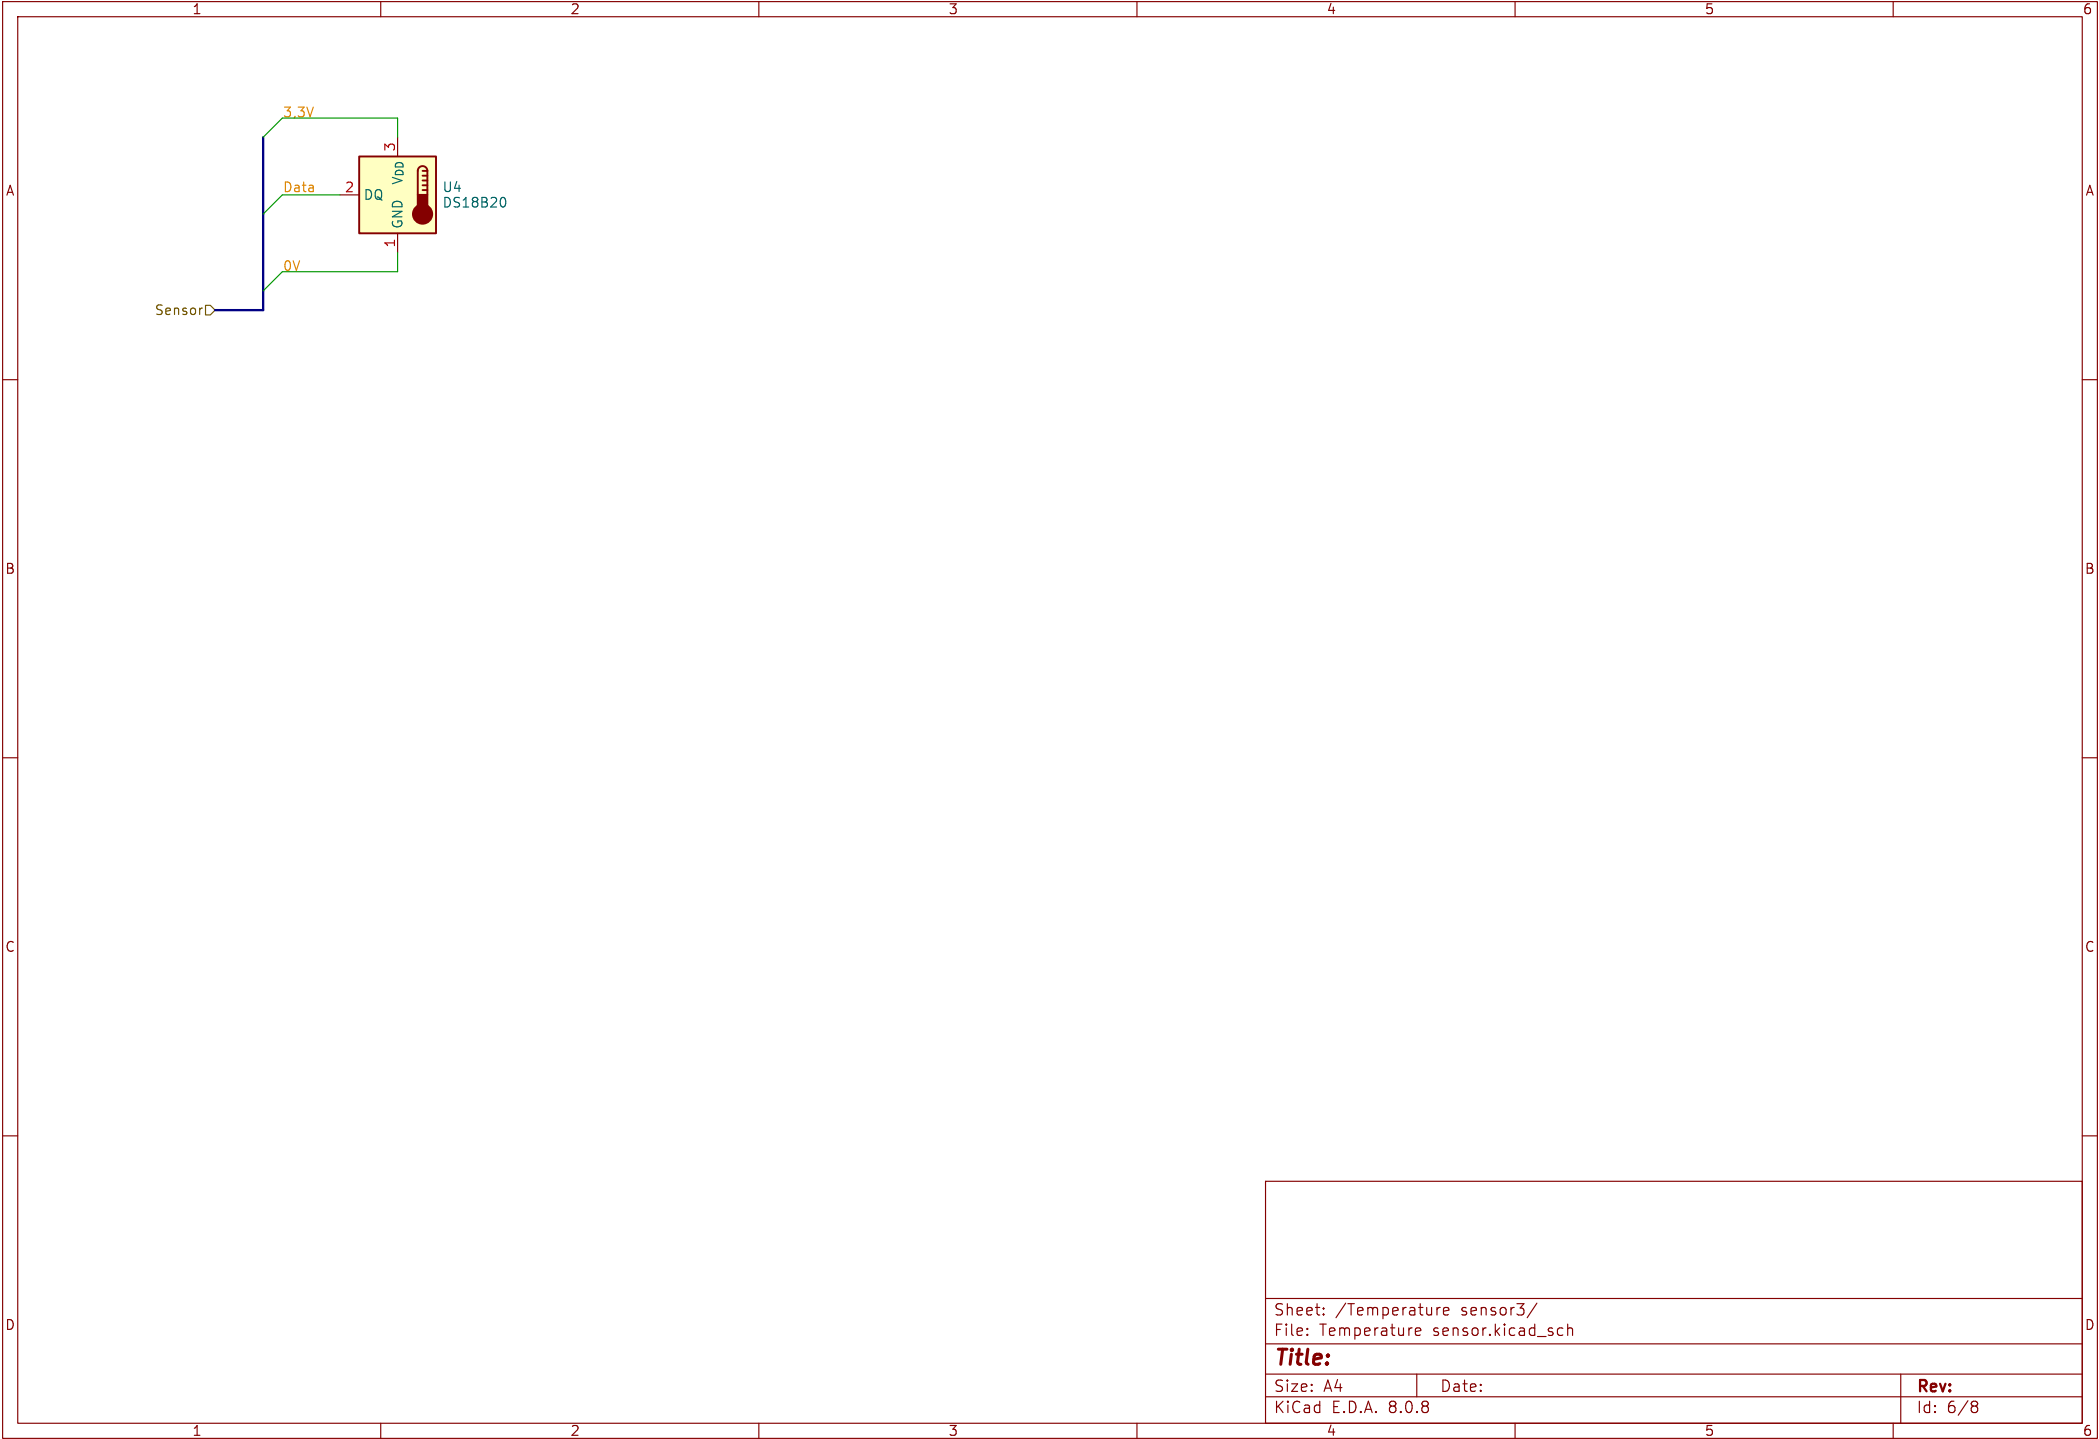 1 2 3 4 5 6
3.3V
3
A
Data
2
DQ
VDD
U4
A
DS18B20
GND
1
0V
Sensor
B
B
C
C
Sheet: /Temperature sensor3/
File: Temperature sensor.kicad_sch
D
D
Title:
Size: A4
Date:
Rev:
KiCad E.D.A. 8.0.8
Id: 6/8
1 2 3 4 5 6